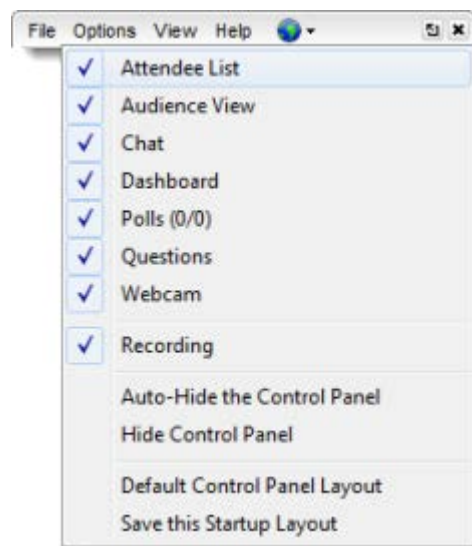 File Options View Help
Attendee List
Audience View
Chat
Dashboard
Polls (0/0)
Questions
Webcam
Recording
Auto-Hide the Control Panel
Hide Control Panel
Default Control Panel Layout
Save this Startup Layout